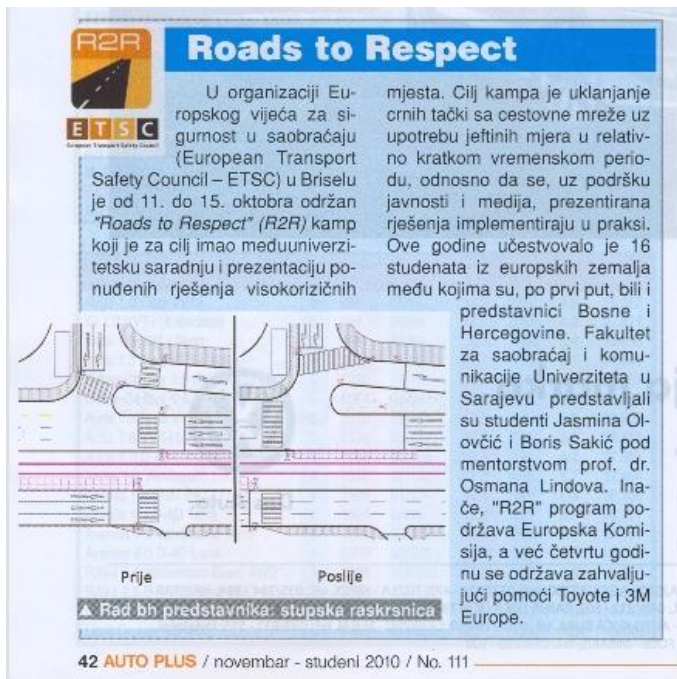 R2R
ETSC
European Transport Safety Council
Roads to Respect
U organizaciji Eu-
ropskog vijeća za si-
gurnost u saobraćaju
(European Transport
Safety Council – ETSC) u Briselu
je od 11. do 15. oktobra održan
"Roads to Respect" (R2R) kamp
koji je za cilj imao međuuniverzi-
tetsku saradnju i prezentaciju po-
nuđenih rješenja visokorizičnih
mjesta. Cilj kampa je uklanjanje
crnih tački sa cestovne mreže uz
upotrebu jeftinih mjera u relativ-
no kratkom vremenskom perio-
du, odnosno da se, uz podršku
javnosti i medija, prezentirana
rješenja implementiraju u praksi.
Ove godine učestvovalo je 16
studenata iz europskih zemalja
među kojima su, po prvi put, bili i
predstavnici Bosne i
Hercegovine. Fakultet
za saobraćaj i komu-
nikacije Univerziteta u
Sarajevu predstavljali
su studenti Jasmina Ol-
ovčić i Boris Sakić pod
mentorstvom prof. dr.
Osmana Lindova. Ina-
če, "R2R" program po-
država Europska Komi-
sija, a već četvrtu godi-
nu se održava zahvalju-
jući pomoći Toyote i 3M
Europe.
Prije
Poslije
▲ Rad bh predstavnika: stupska raskrsnica
42 AUTO PLUS / novembar - studeni 2010 / No. 111